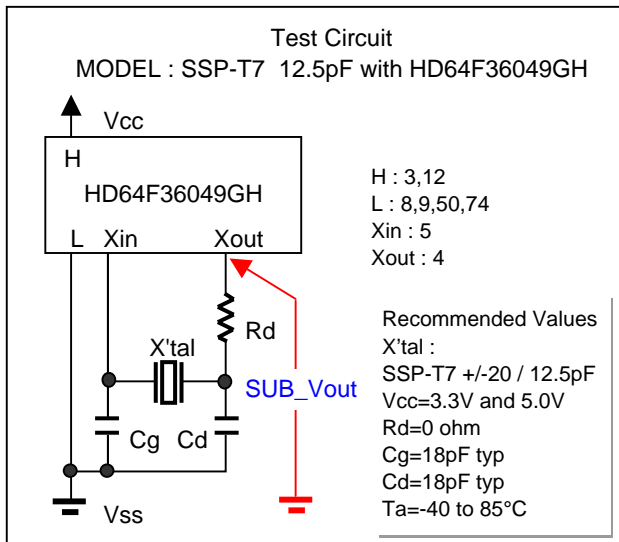 Test Circuit
MODEL : SSP-T7 12.5pF with HD64F36049GH
Vcc
H
HD64F36049GH
L Xin Xout
H : 3,12
L : 8,9,50,74
Xin : 5
Xout : 4
Rd
X'tal
SUB_Vout
Cg Cd
Vss
Recommended Values
X'tal :
SSP-T7 +/-20 / 12.5pF
Vcc=3.3V and 5.0V
Rd=0 ohm
Cg=18pF typ
Cd=18pF typ
Ta=-40 to 85°C